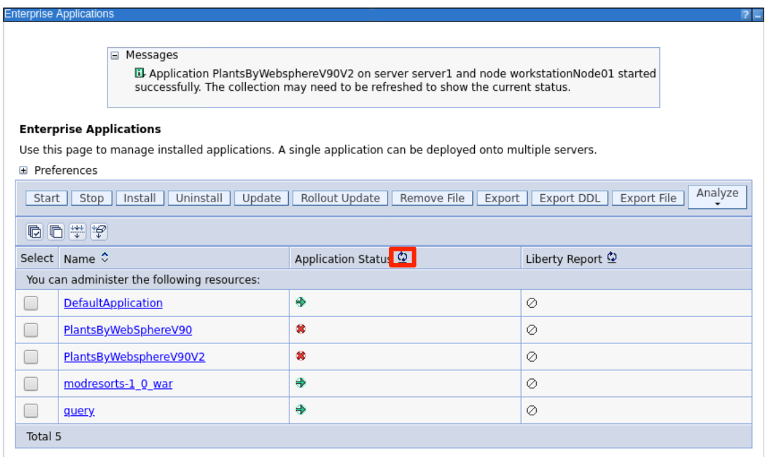 Enterprise Applications
Messages
Application PlantsByWebsphereV90V2 on server server1 and node workstationNode01 started
successfully. The collection may need to be refreshed to show the current status.
Enterprise Applications
Use this page to manage installed applications. A single application can be deployed onto multiple servers.
Preferences
Start Stop Install Uninstall Update Rollout Update Remove File Export Export DDL Export File Analyze
Select Name Application Status Liberty Report
You can administer the following resources:
DefaultApplication
PlantsByWebSphereV90
PlantsByWebsphereV90V2
modresorts-1_0_war
query
Total 5